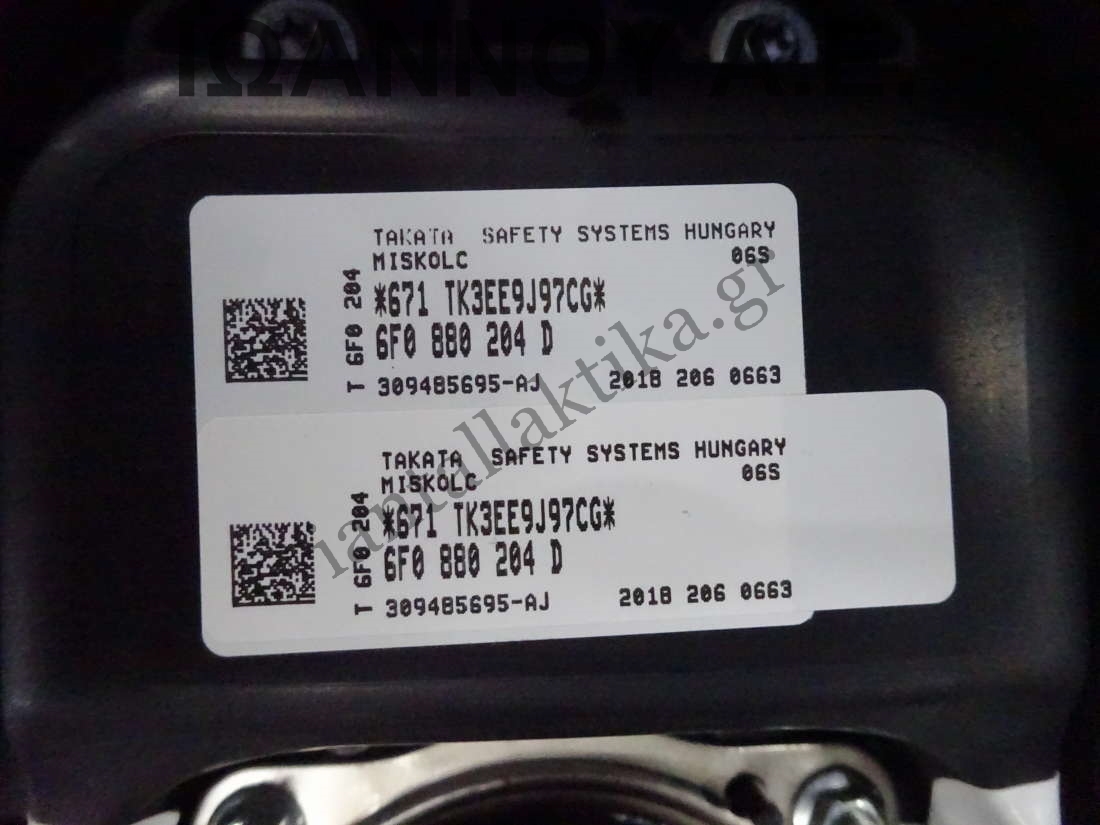 ΙΩΑΝΝΟΥ Α.Ε.
TAKATA SAFETY SYSTEMS HUNGARY
MISKOLC 06S
T 6F0 204
*671 TK3EE9J97CG*
6F0 880 204 D
309485695-AJ 2018 206 0663
TAKATA SAFETY SYSTEMS HUNGARY
MISKOLC 06S
T 6F0 204
*671 TK3EE9J97CG*
6F0 880 204 D
309485695-AJ 2018 206 0663
iantallaktika.gr